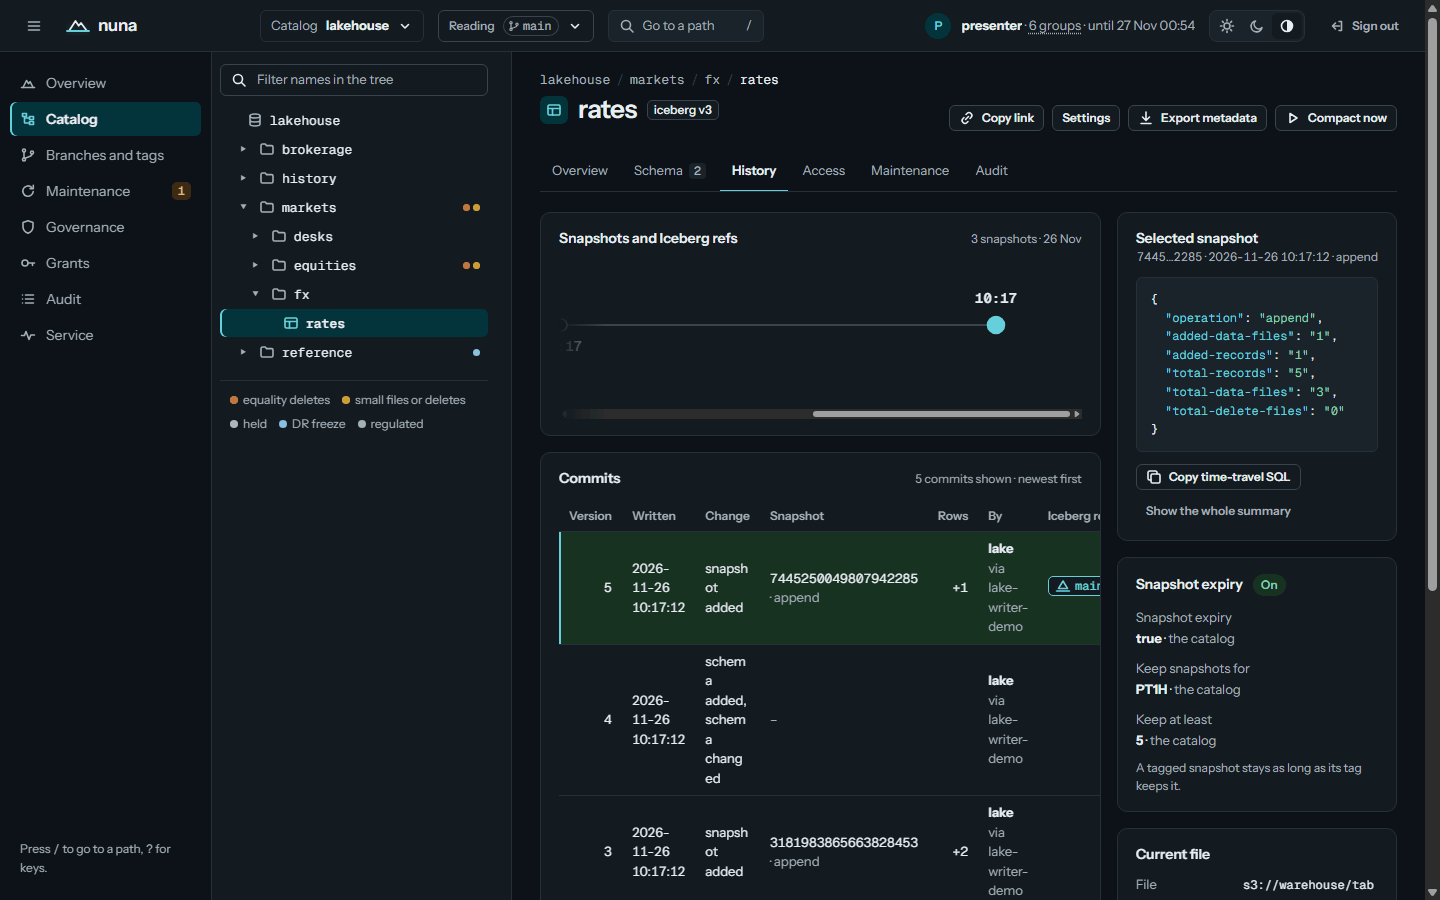 nuna
Catalog lakehouse
Reading main
Go to a path /
P presenter · 6 groups · until 27 Nov 00:54
Sign out
Overview
Catalog
Branches and tags
Maintenance 1
Governance
Grants
Audit
Service
Press / to go to a path, ? for
keys.
Filter names in the tree
lakehouse
brokerage
history
markets
desks
equities
fx
rates
reference
equality deletes
small files or deletes
held
DR freeze
regulated
lakehouse / markets / fx / rates
rates iceberg v3
Copy link
Settings
Export metadata
Compact now
Overview
Schema 2
History
Access
Maintenance
Audit
Snapshots and Iceberg refs
3 snapshots · 26 Nov
10:17
17
Commits
5 commits shown · newest first
Version Written Change Snapshot Rows By Iceberg re
5
2026-
11-26
10:17:12
snapsh
ot
added
7445250049807942285
· append
+1
lake
via
lake-
writer-
demo
main
4
2026-
11-26
10:17:12
schem
a
added,
schem
a
chang
ed
–
lake
via
lake-
writer-
demo
3
2026-
11-26
10:17:12
snapsh
ot
added
3181983865663828453
· append
+2
lake
via
lake-
writer-
demo
Selected snapshot
7445…2285 · 2026-11-26 10:17:12 · append
{
"operation": "append",
"added-data-files": "1",
"added-records": "1",
"total-records": "5",
"total-data-files": "3",
"total-delete-files": "0"
}
Copy time-travel SQL
Show the whole summary
Snapshot expiry On
Snapshot expiry
true · the catalog
Keep snapshots for
PT1H · the catalog
Keep at least
5 · the catalog
A tagged snapshot stays as long as its tag
keeps it.
Current file
File s3://warehouse/tab